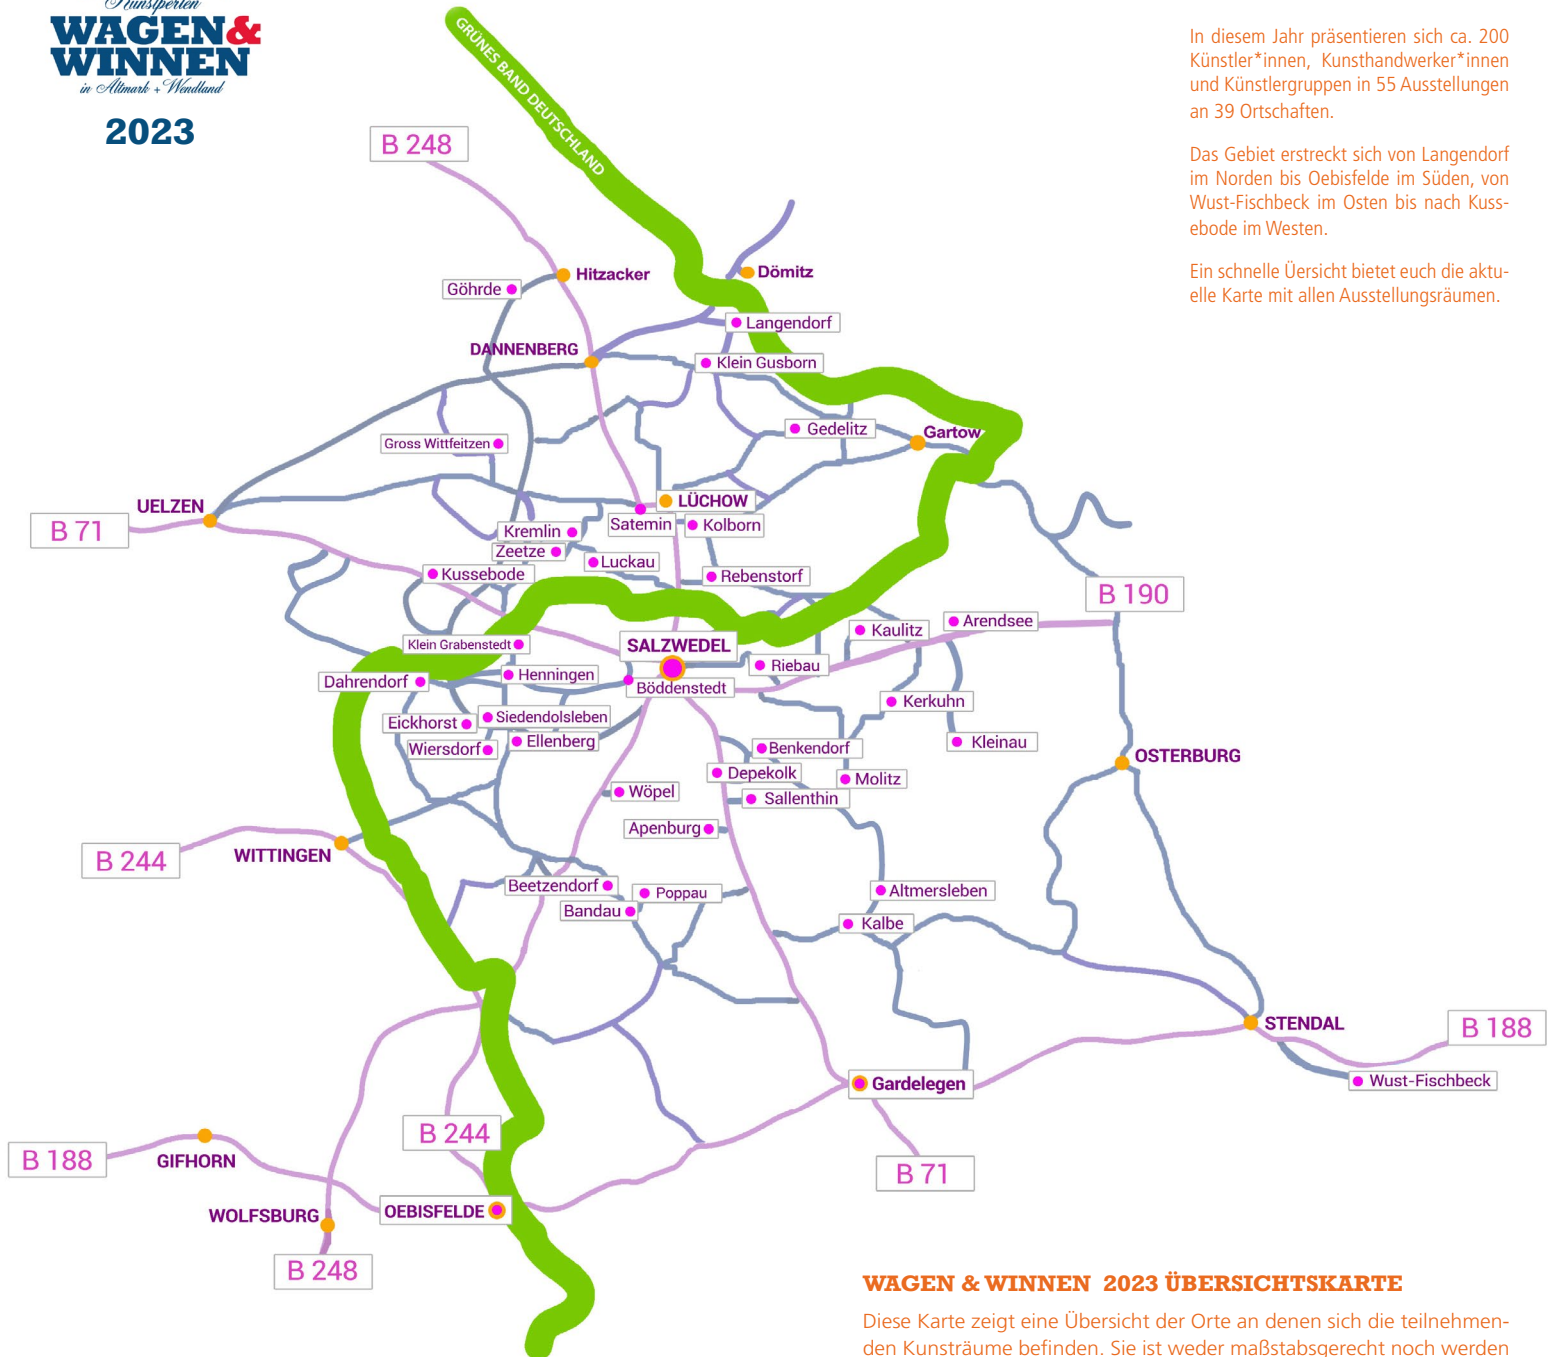 Kunstperlen
WAGEN&
WINNEN
in Altmark + Wendland
2023
In diesem Jahr präsentieren sich ca. 200
Künstler*innen, Kunsthandwerker*innen
und Künstlergruppen in 55 Ausstellungen
an 39 Ortschaften.
Das Gebiet erstreckt sich von Langendorf
im Norden bis Oebisfelde im Süden, von
Wust-Fischbeck im Osten bis nach Kuss-
ebode im Westen.
Ein schnelle Üersicht bietet euch die aktu-
elle Karte mit allen Ausstellungsräumen.
GRÜNES BAND DEUTSCHLAND
B 248
Hitzacker
Dömitz
Göhrde
Langendorf
DANNENBERG
Klein Gusborn
Gedelitz
Gartow
Gross Wittfeitzen
UELZEN
LÜCHOW
B 71
Satemin
Kolborn
Kremlin
Zeetze
Luckau
Kussebode
Rebenstorf
B 190
Arendsee
Kaulitz
Klein Grabenstedt
SALZWEDEL
Riebau
Henningen
Dahrendorf
Böddenstedt
Kerkuhn
Siedendolsleben
Eickhorst
Ellenberg
Wiersdorf
Benkendorf
Kleinau
OSTERBURG
Depekolk
Molitz
Wöpel
Sallenthin
Apenburg
B 244
WITTINGEN
Beetzendorf
Poppau
Altmersleben
Bandau
Kalbe
STENDAL
B 188
Wust-Fischbeck
Gardelegen
B 244
B 188
GIFHORN
B 71
WOLFSBURG
OEBISFELDE
B 248
WAGEN & WINNEN 2023 ÜBERSICHTSKARTE
Diese Karte zeigt eine Übersicht der Orte an denen sich die teilnehmen-
den Kunsträume befinden. Sie ist weder maßstabsgerecht noch werden